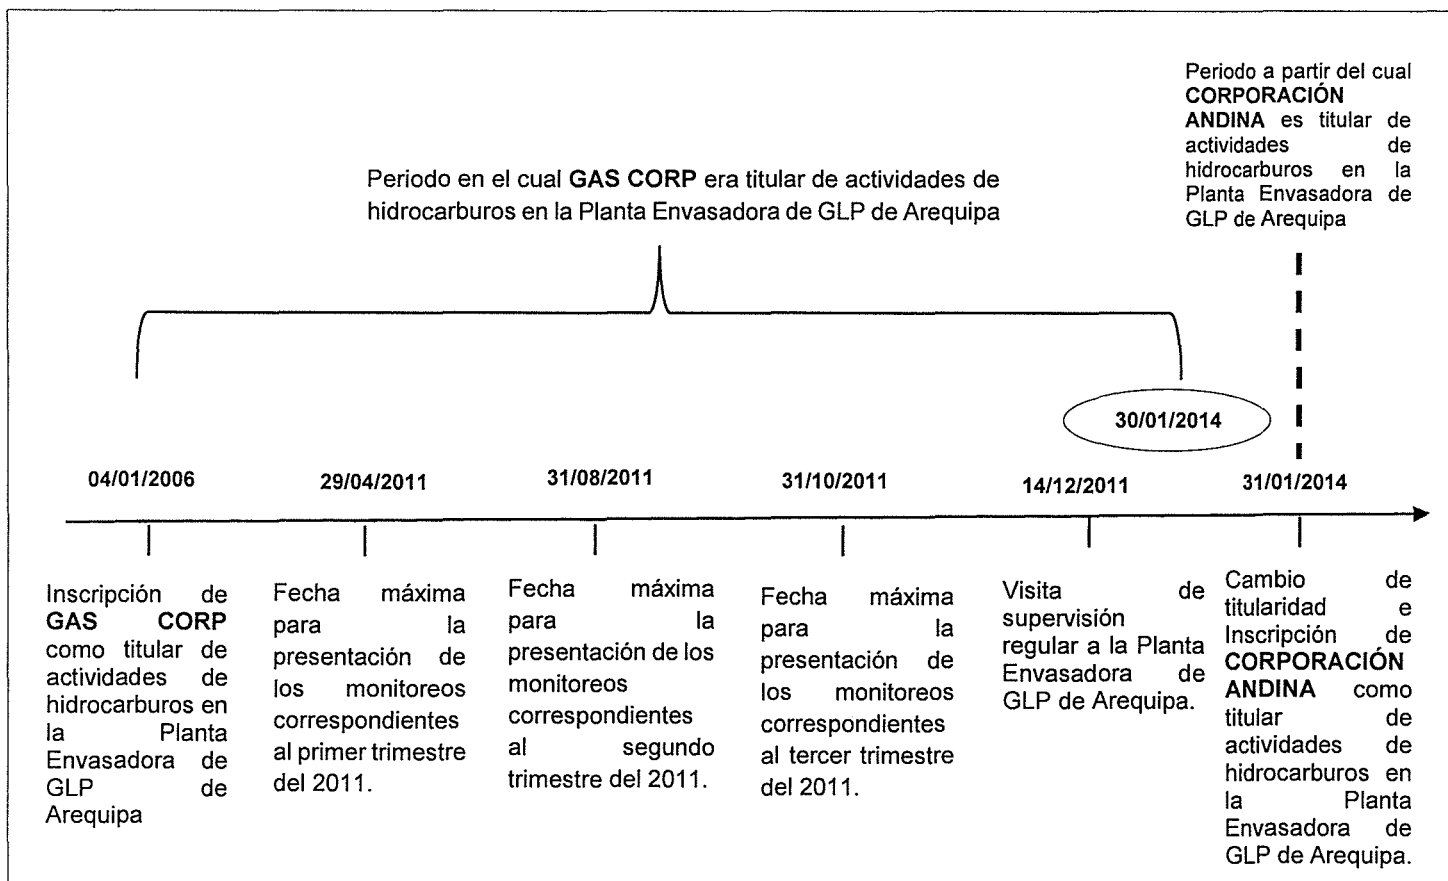 Periodo a partir del cual
CORPORACIÓN
ANDINA es titular de
actividades de
hidrocarburos en la
Planta Envasadora de
GLP de Arequipa
Periodo en el cual GAS CORP era titular de actividades de
hidrocarburos en la Planta Envasadora de GLP de Arequipa
30/01/2014
04/01/2006
29/04/2011
31/08/2011
31/10/2011
14/12/2011
31/01/2014
Inscripción de
GAS CORP
como titular de
actividades de
hidrocarburos en
la Planta
Envasadora de
GLP de
Arequipa
Fecha máxima
para la
presentación de
los monitoreos
correspondientes
al primer trimestre
del 2011.
Fecha máxima
para la
presentación de los
monitoreos
correspondientes
al segundo
trimestre del 2011.
Fecha máxima
para la
presentación de
los monitoreos
correspondientes
al tercer trimestre
del 2011.
Visita de
supervisión
regular a la Planta
Envasadora de
GLP de Arequipa.
Cambio de
titularidad e
Inscripción de
CORPORACIÓN
ANDINA como
titular de
actividades de
hidrocarburos en
la Planta
Envasadora de
GLP de Arequipa.